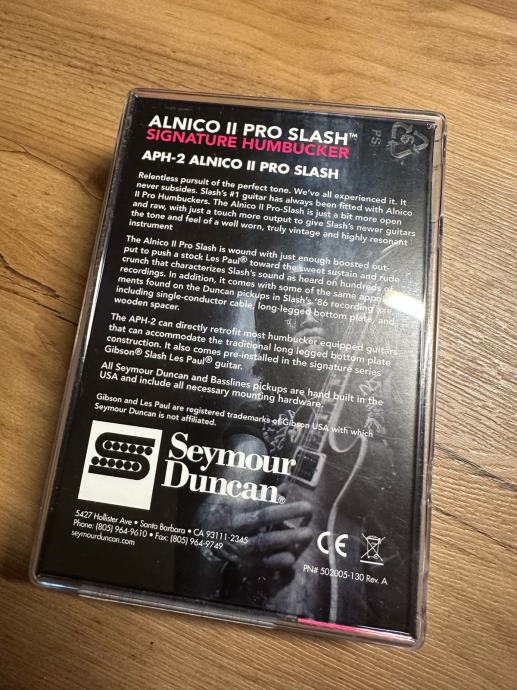 ALNICO II PRO SLASH™
SIGNATURE HUMBUCKER
APH-2 ALNICO II PRO SLASH
Relentless pursuit of the perfect tone. We've all experienced it. It
never subsides. Slash's #1 guitar has always been fitted with Alnico
II Pro Humbuckers. The Alnico II Pro-Slash is just a bit more open
and raw, with just a touch more output to give Slash's newer guitars
the tone and feel of a well worn, truly vintage and highly resonant
instrument
The Alnico II Pro Slash is wound with just enough boosted out-
put to push a stock Les Paul® toward the sweet sustain and rude
crunch that characterizes Slash's sound as heard on hundreds of
recordings. In addition, it comes with some of the same appoint-
ments found on the Duncan pickups in Slash's '86 recording axe,
including single-conductor cable, long-legged bottom plate, and
wooden spacer.
The APH-2 can directly retrofit most humbucker equipped guitars
that can accommodate the traditional long legged bottom plate
construction. It also comes pre-installed in the signature series
Gibson® Slash Les Paul® guitar.
All Seymour Duncan and Basslines pickups are hand built in the
USA and include all necessary mounting hardware.
Gibson and Les Paul are registered trademarks of Gibson USA with which
Seymour Duncan is not affiliated.
Seymour
Duncan®
5427 Hollister Ave • Santa Barbara • CA 93111-2345
Phone: (805) 964-9610 • Fax: (805) 964-9749
seymourduncan.com
CE
PN# 502005-130 Rev. A
6
PS